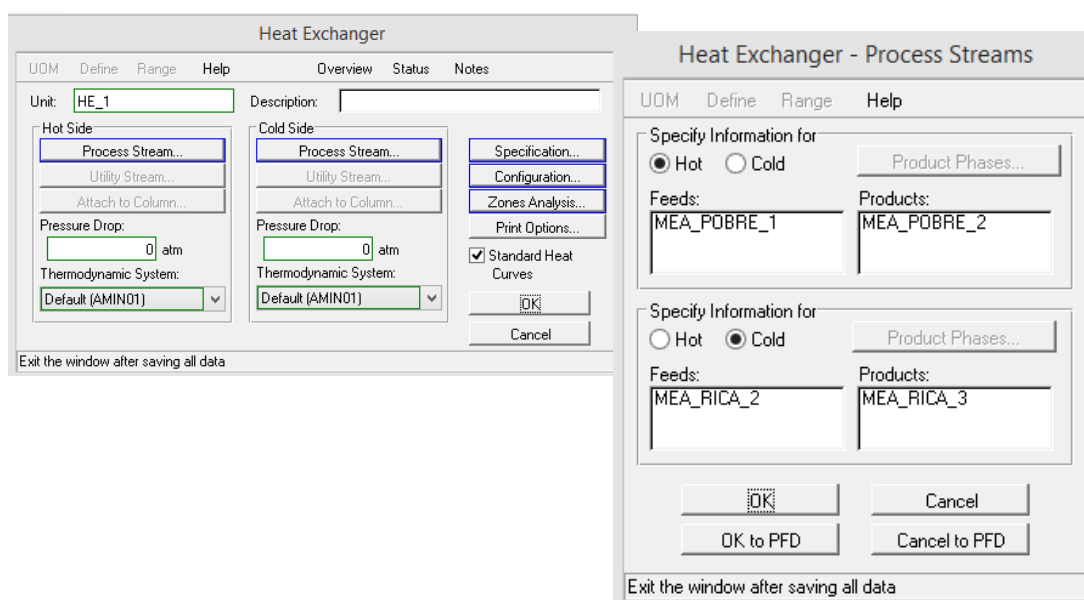 Heat Exchanger
UOM Define Range Help Overview Status Notes
Unit: HE_1 Description:
Hot Side Cold Side
Process Stream... Process Stream... Specification...
Utility Stream... Utility Stream... Configuration...
Attach to Column... Attach to Column... Zones Analysis...
Pressure Drop: Pressure Drop: Print Options...
0 atm 0 atm Standard Heat
Curves
Thermodynamic System: Thermodynamic System:
Default (AMIN01) Default (AMIN01) OK
Cancel
Exit the window after saving all data
Heat Exchanger - Process Streams
UOM Define Range Help
Specify Information for
Hot Cold Product Phases...
Feeds: Products:
MEA_POBRE_1 MEA_POBRE_2
Specify Information for
Hot Cold Product Phases...
Feeds: Products:
MEA_RICA_2 MEA_RICA_3
OK Cancel
OK to PFD Cancel to PFD
Exit the window after saving all data